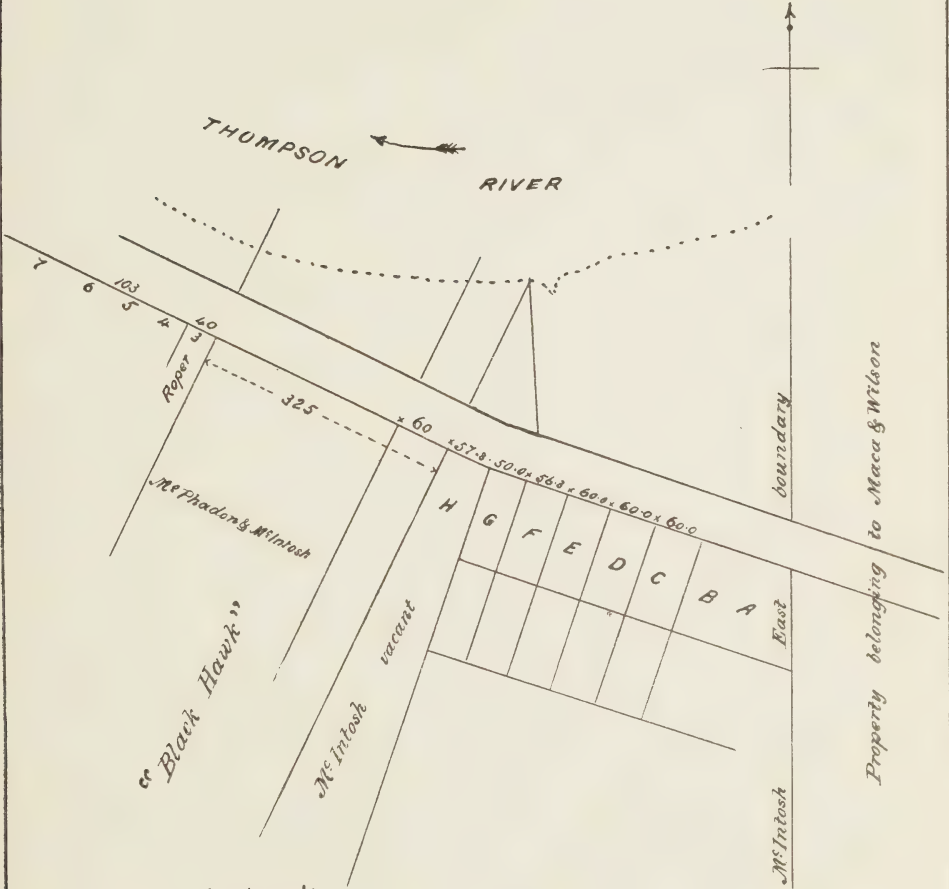 THOMPSON RIVER
7
6
103
5
4
40
3
Roper
325
× 60
×57.8
50.0×
56.8×
60.0×
60.0×
60.0
McPhadon & McIntosh
H
G
F
E
D
C
B
A
"Black Hawk"
McIntosh vacant
McIntosh East boundary
Property belonging to Maca & Wilson